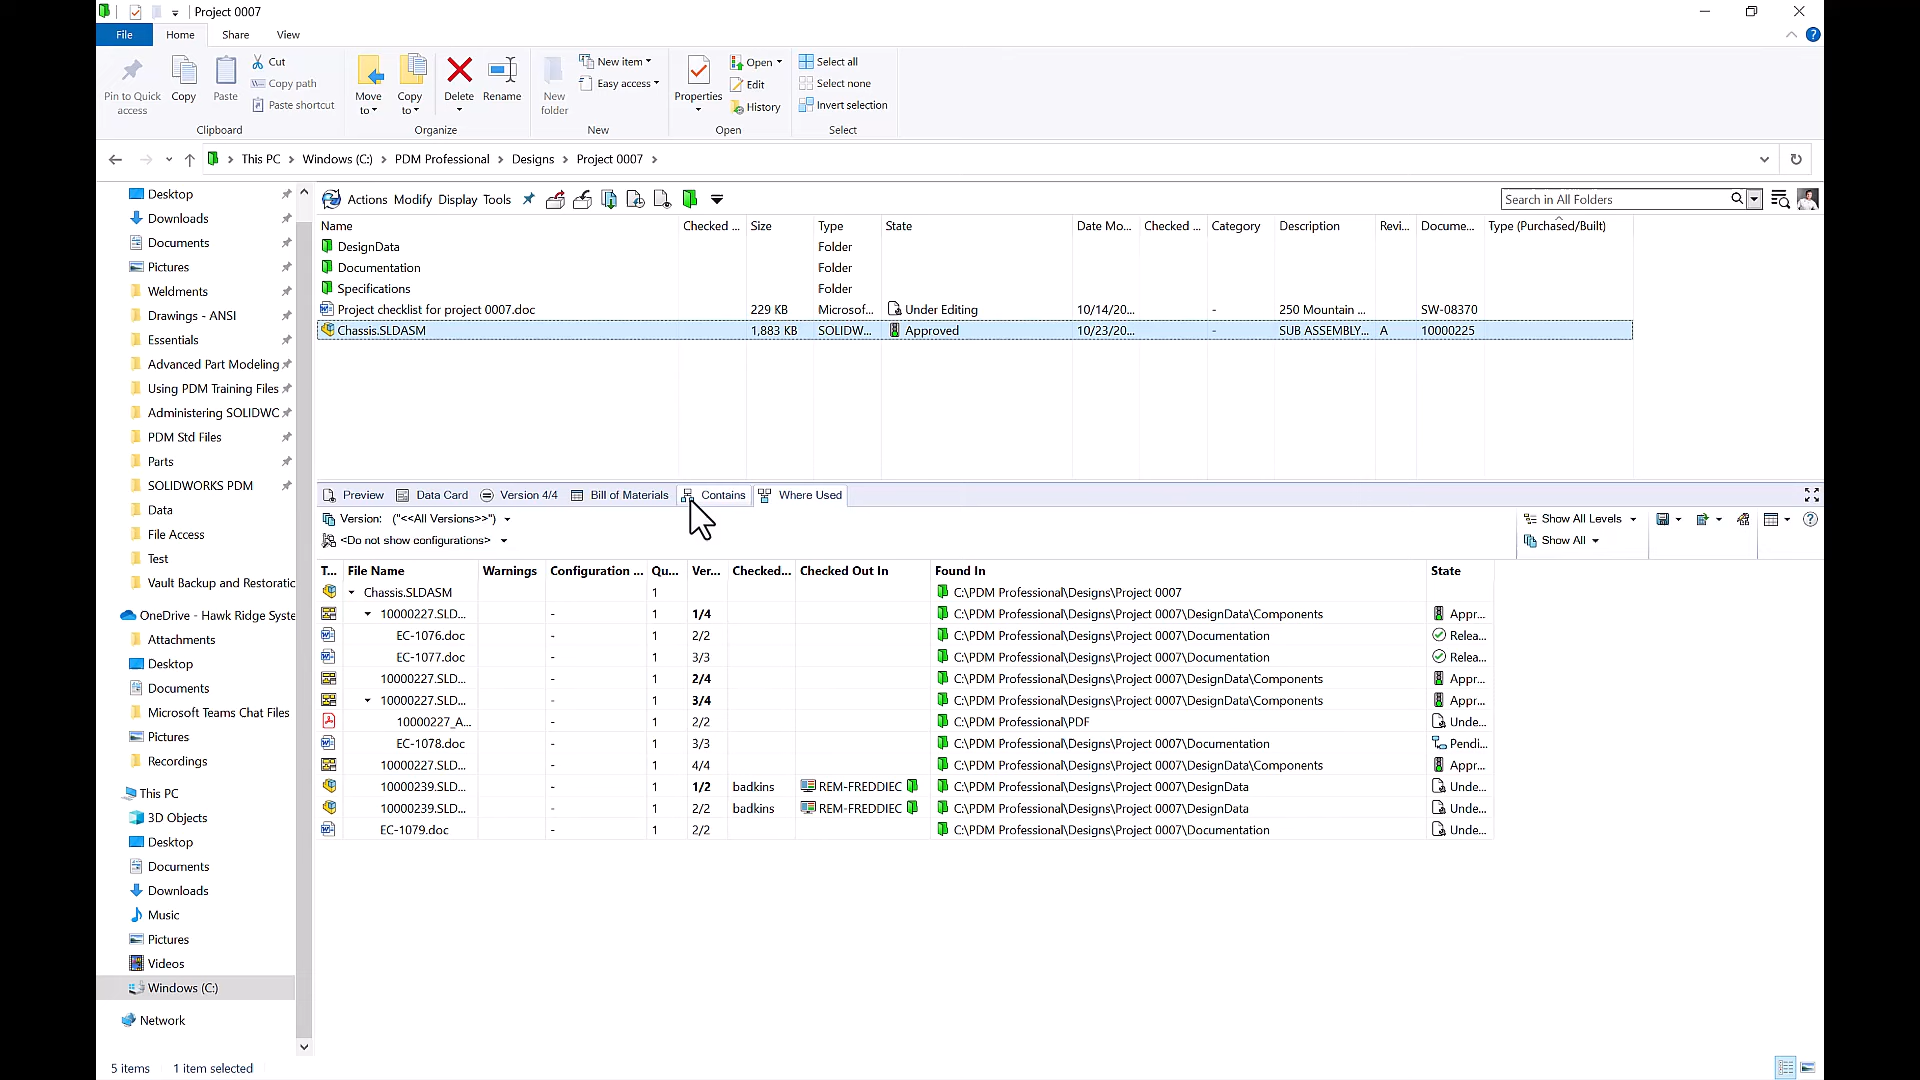 Project 0007
File Home Share View
Pin to Quick access
Copy
Paste
Cut
Copy path
Paste shortcut
Clipboard
Move to
Copy to
Delete
Rename
Organize
New folder
New item
Easy access
New
Properties
Open
Edit
History
Open
Select all
Select none
Invert selection
Select
This PC > Windows (C:) > PDM Professional > Designs > Project 0007 >
Desktop
Downloads
Documents
Pictures
Weldments
Drawings - ANSI
Essentials
Advanced Part Modeling
Using PDM Training Files
Administering SOLIDWC
PDM Std Files
Parts
SOLIDWORKS PDM
Data
File Access
Test
Vault Backup and Restoratic
OneDrive - Hawk Ridge Syste
Attachments
Desktop
Documents
Microsoft Teams Chat Files
Pictures
Recordings
This PC
3D Objects
Desktop
Documents
Downloads
Music
Pictures
Videos
Windows (C:)
Network
Actions Modify Display Tools
Search in All Folders
Name Checked ... Size Type State Date Mo... Checked ... Category Description Revi... Docume... Type (Purchased/Built)
DesignData Folder
Documentation Folder
Specifications Folder
Project checklist for project 0007.doc 229 KB Microsof... Under Editing 10/14/20... - 250 Mountain ... SW-08370
Chassis.SLDASM 1,883 KB SOLIDW... Approved 10/23/20... - SUB ASSEMBLY... A 10000225
Preview Data Card Version 4/4 Bill of Materials Contains Where Used
Version: ("<<All Versions>>")
<Do not show configurations>
Show All Levels
Show All
T... File Name Warnings Configuration ... Qu... Ver... Checked... Checked Out In Found In State
Chassis.SLDASM 1 C:\PDM Professional\Designs\Project 0007
10000227.SLD... - 1 1/4 C:\PDM Professional\Designs\Project 0007\DesignData\Components Appr...
EC-1076.doc - 1 2/2 C:\PDM Professional\Designs\Project 0007\Documentation Relea...
EC-1077.doc - 1 3/3 C:\PDM Professional\Designs\Project 0007\Documentation Relea...
10000227.SLD... - 1 2/4 C:\PDM Professional\Designs\Project 0007\DesignData\Components Appr...
10000227.SLD... - 1 3/4 C:\PDM Professional\Designs\Project 0007\DesignData\Components Appr...
10000227_A... - 1 2/2 C:\PDM Professional\PDF Unde...
EC-1078.doc - 1 3/3 C:\PDM Professional\Designs\Project 0007\Documentation Pendi...
10000227.SLD... - 1 4/4 C:\PDM Professional\Designs\Project 0007\DesignData\Components Appr...
10000239.SLD... - 1 1/2 badkins REM-FREDDIEC C:\PDM Professional\Designs\Project 0007\DesignData Unde...
10000239.SLD... - 1 2/2 badkins REM-FREDDIEC C:\PDM Professional\Designs\Project 0007\DesignData Unde...
EC-1079.doc - 1 2/2 C:\PDM Professional\Designs\Project 0007\Documentation Unde...
5 items 1 item selected